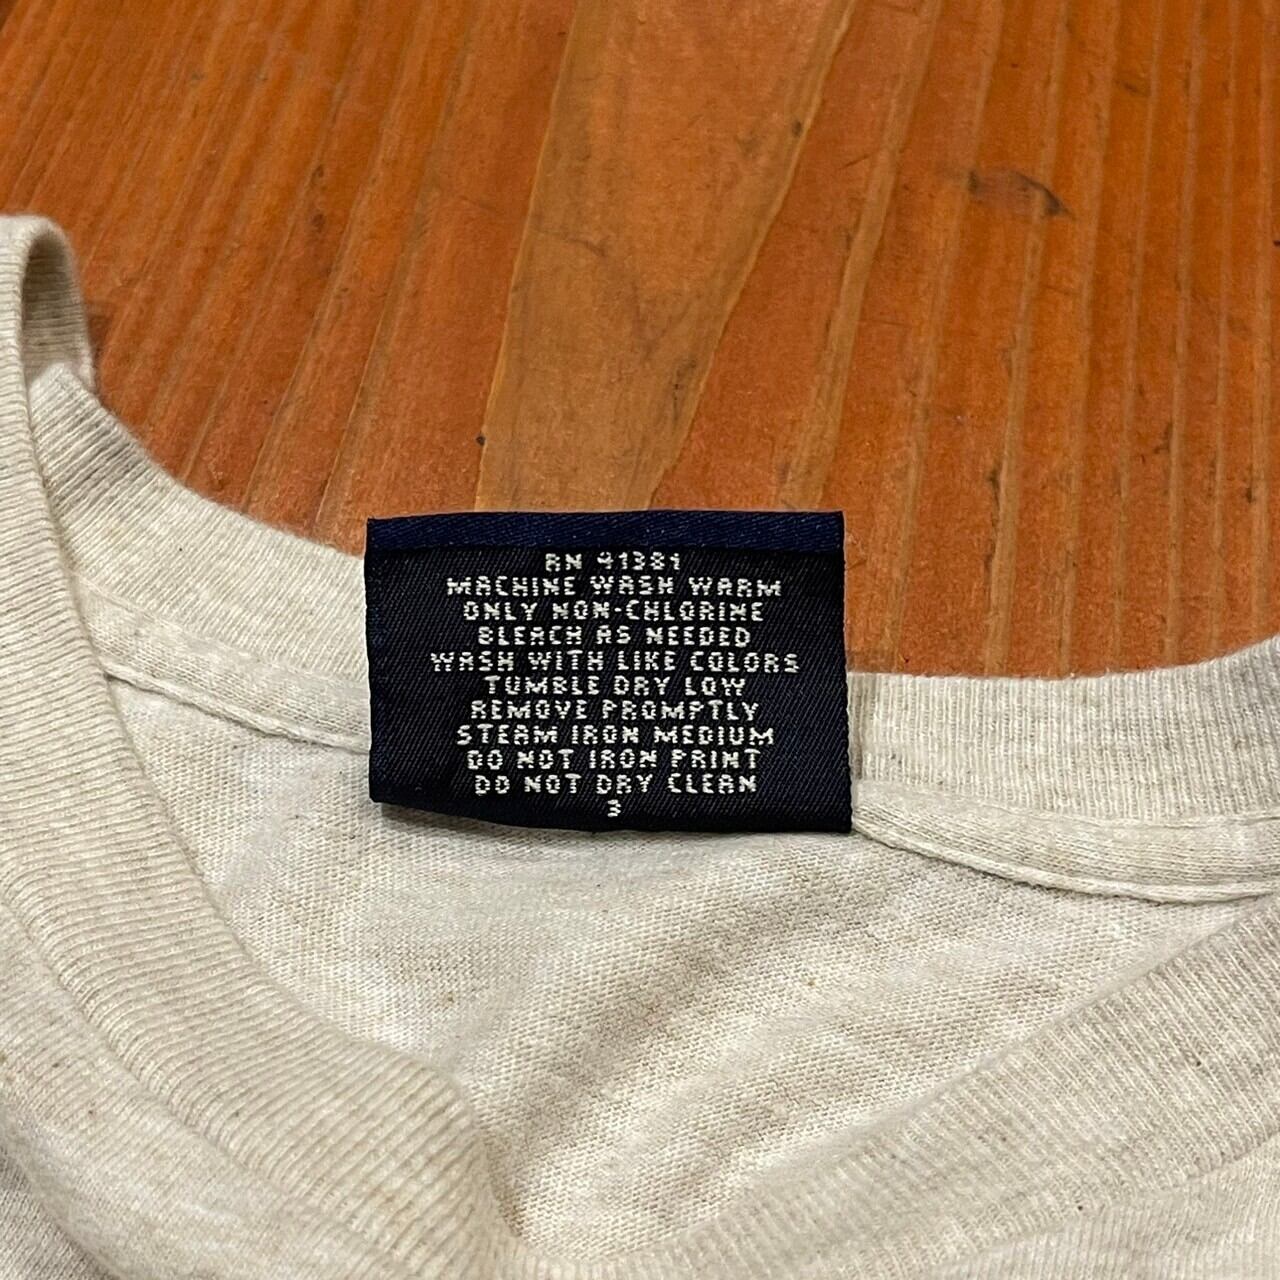 RN 41381
MACHINE WASH WARM
ONLY NON-CHLORINE
BLEACH AS NEEDED
WASH WITH LIKE COLORS
TUMBLE DRY LOW
REMOVE PROMPTLY
STEAM IRON MEDIUM
DO NOT IRON PRINT
DO NOT DRY CLEAN
3